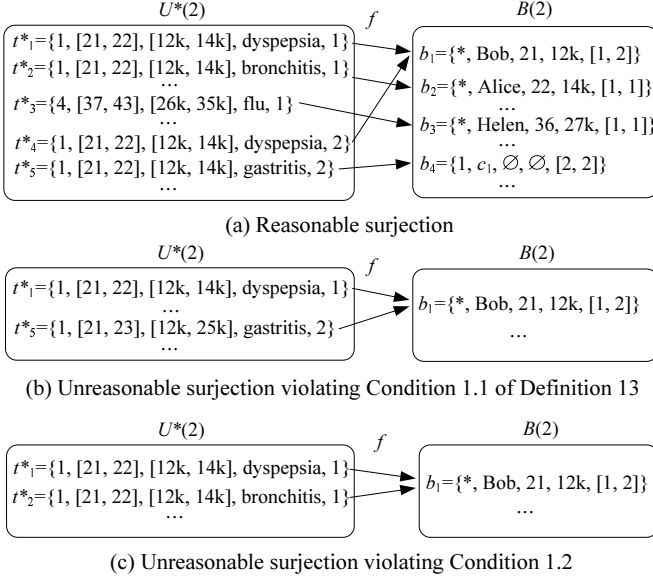 U*(2) f B(2)
t*₁={1, [21, 22], [12k, 14k], dyspepsia, 1} b₁={*, Bob, 21, 12k, [1, 2]}
t*₂={1, [21, 22], [12k, 14k], bronchitis, 1} b₂={*, Alice, 22, 14k, [1, 1]}
... ...
t*₃={4, [37, 43], [26k, 35k], flu, 1} b₃={*, Helen, 36, 27k, [1, 1]}
... ...
t*₄={1, [21, 22], [12k, 14k], dyspepsia, 2}
t*₅={1, [21, 22], [12k, 14k], gastritis, 2} b₄={1, c₁, ∅, ∅, [2, 2]}
... ...
(a) Reasonable surjection
U*(2) f B(2)
t*₁={1, [21, 22], [12k, 14k], dyspepsia, 1} b₁={*, Bob, 21, 12k, [1, 2]}
...
t*₅={1, [21, 23], [12k, 25k], gastritis, 2} ...
...
(b) Unreasonable surjection violating Condition 1.1 of Definition 13
U*(2) f B(2)
t*₁={1, [21, 22], [12k, 14k], dyspepsia, 1} b₁={*, Bob, 21, 12k, [1, 2]}
t*₂={1, [21, 22], [12k, 14k], bronchitis, 1}
... ...
(c) Unreasonable surjection violating Condition 1.2